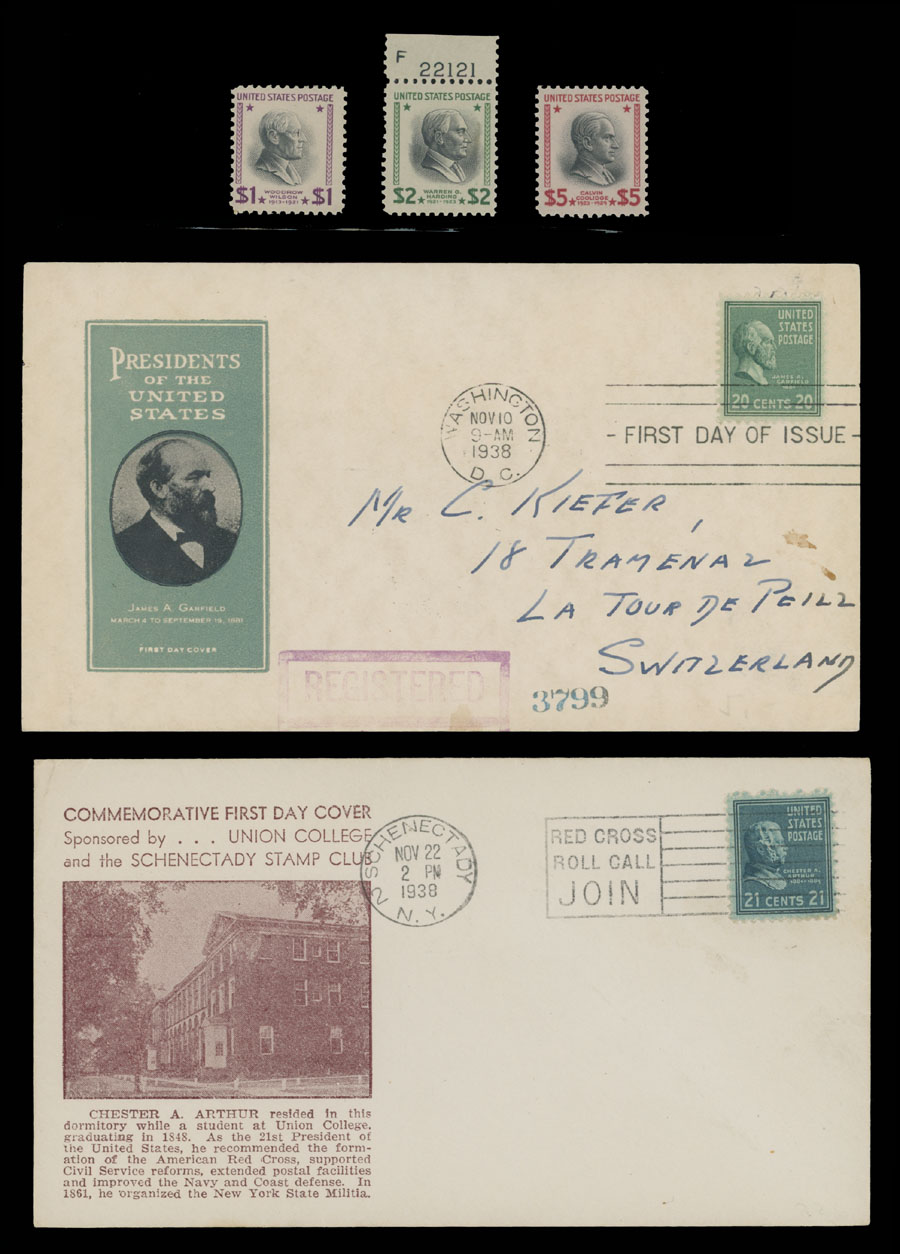 F
22121
UNITED STATES POSTAGE
WOODROW
WILSON
$1 1913-1921 $1
UNITED STATES POSTAGE
WARREN G.
HARDING
$2 1921-1923 $2
UNITED STATES POSTAGE
CALVIN
COOLIDGE
$5 1923-1929 $5
PRESIDENTS
OF THE
UNITED
STATES
JAMES A. GARFIELD
MARCH 4 TO SEPTEMBER 19, 1881
FIRST DAY COVER
WASHINGTON
NOV 10
9-AM
1938
D. C.
UNITED
STATES
POSTAGE
JAMES A.
GARFIELD
20 CENTS 20
- FIRST DAY OF ISSUE -
MR C. KIEFER,
18 TRAMENAZ
LA TOUR DE PEILZ
SWITZERLAND
REGISTERED
3799
COMMEMORATIVE FIRST DAY COVER
Sponsored by . . . UNION COLLEGE
and the SCHENECTADY STAMP CLUB
SCHENECTADY 2
NOV 22
2 PM
1938
N.Y.
RED CROSS
ROLL CALL
JOIN
UNITED
STATES
POSTAGE
CHESTER A.
ARTHUR
1881-1885
21 CENTS 21
CHESTER A. ARTHUR resided in this
dormitory while a student at Union College,
graduating in 1848. As the 21st President of
the United States, he recommended the form-
ation of the American Red Cross, supported
Civil Service reforms, extended postal facilities
and improved the Navy and Coast defense. In
1861, he organized the New York State Militia.